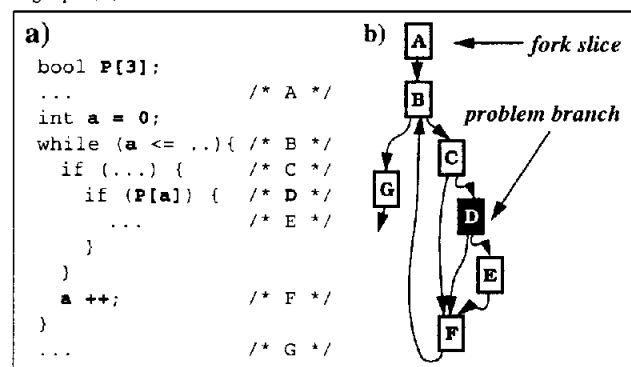 a)
bool P[3];
... /* A */
int a = 0;
while (a <= ..){ /* B */
if (...) { /* C */
if (P[a]) { /* D */
... /* E */
}
}
a ++; /* F */
}
... /* G */
b)
A
fork slice
B
problem branch
C
G
D
E
F